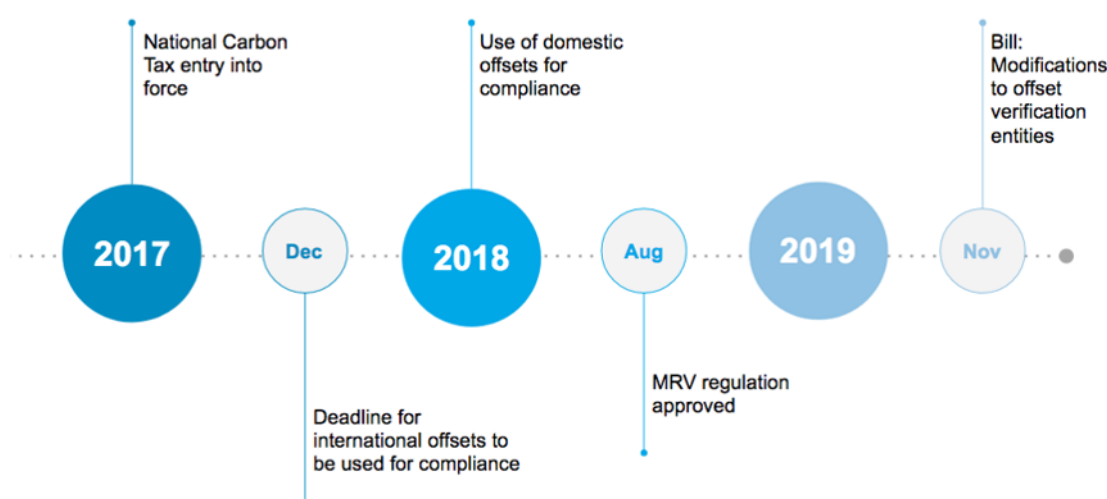 National Carbon
Tax entry into
force
Use of domestic
offsets for
compliance
Bill:
Modifications
to offset
verification
entities
2017
Dec
2018
Aug
2019
Nov
Deadline for
international offsets to
be used for compliance
MRV regulation
approved